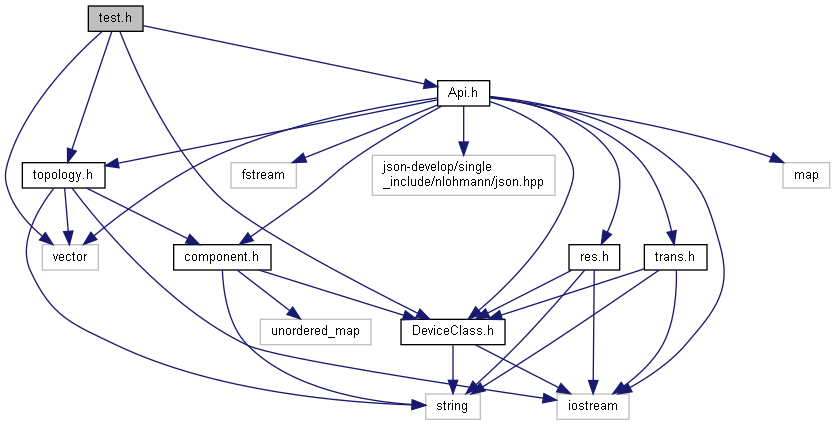 test.h
Api.h
topology.h
fstream
json-develop/single
_include/nlohmann/json.hpp
map
vector
component.h
res.h
trans.h
unordered_map
DeviceClass.h
string
iostream